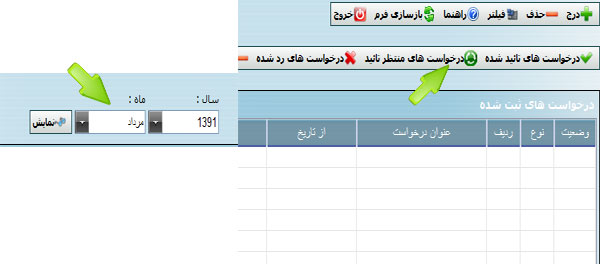 درج حذف فیلتر راهنما بازسازی فرم خروج
درخواست های تائید شده درخواست های منتظر تائید درخواست های رد شده
درخواست های ثبت شده
وضعیت نوع ردیف عنوان درخواست از تاریخ
سال : ماه :
1391 مرداد نمایش